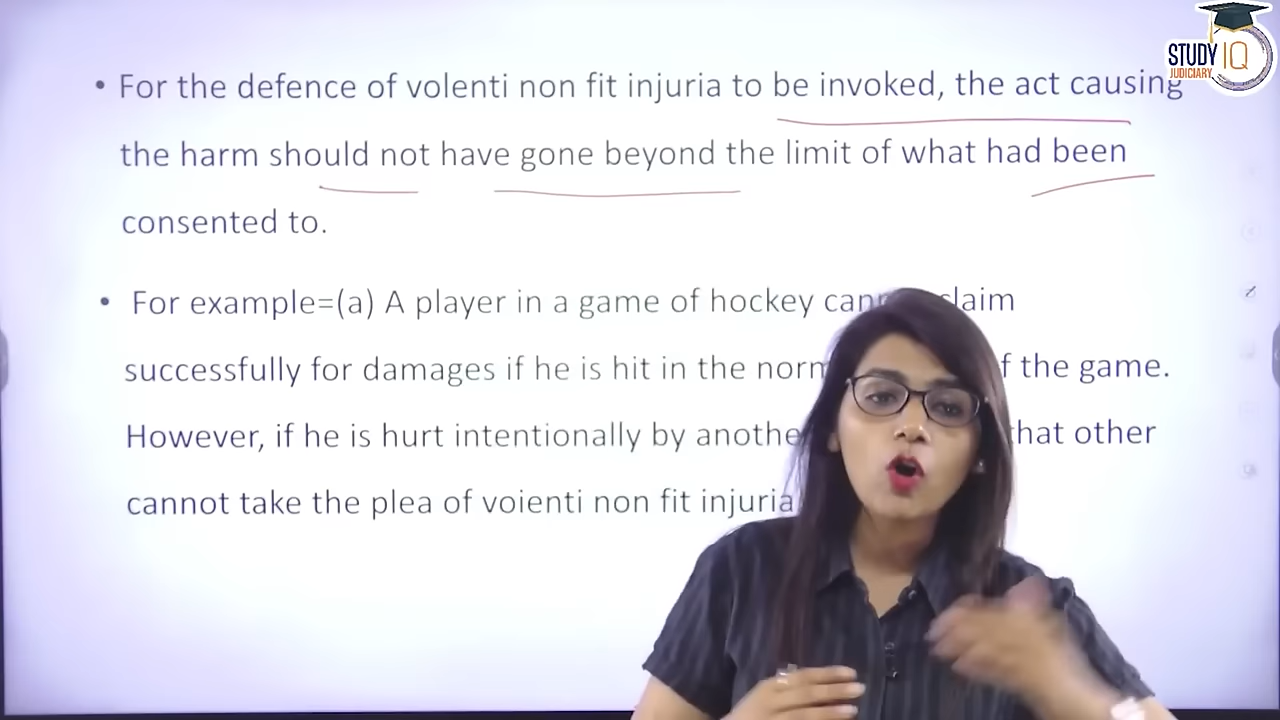 STUDY IQ
JUDICIARY
• For the defence of volenti non fit injuria to be invoked, the act causing
the harm should not have gone beyond the limit of what had been
consented to.
• For example=(a) A player in a game of hockey
successfully for damages if he is hit in the of the game.
However, if he is hurt intentionally by that other
cannot take the plea of voienti non fit injuria